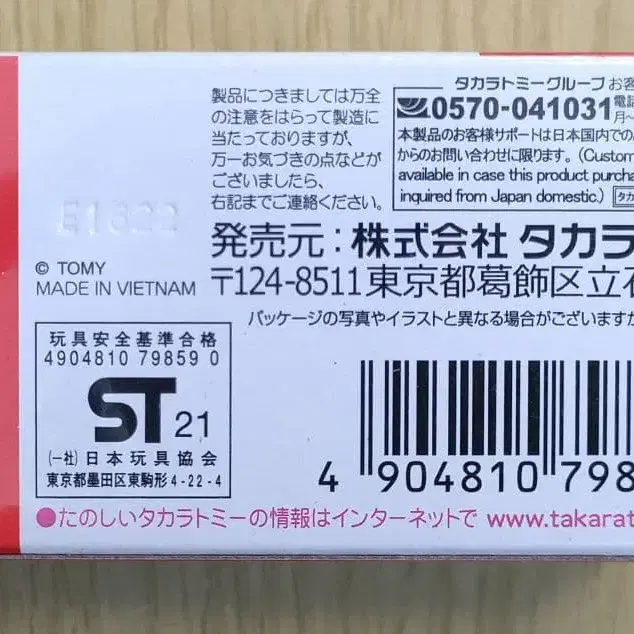 製品につきましては万全
の注意をはらって製造に
当たっておりますが、
万一お気づきの点などが
ございましたら、
右記までご連絡ください。
タカラトミーグループ お客
0570-041031 電話
月〜
本製品のお客様サポートは日本国内での
からのお問い合わせに限ります。(Custom
available in case this product purcha
inquired from Japan domestic.) タカ
E1622
© TOMY
MADE IN VIETNAM
発売元:株式会社 タカラ
〒124-8511 東京都葛飾区立石
パッケージの写真やイラストと異なる場合がございますが
玩具安全基準合格
4904810 79859 0
ST 21
(一社) 日本玩具協会
東京都墨田区東駒形4-22-4
4 904810 798
●たのしいタカラトミーの情報はインターネットで www.takarat